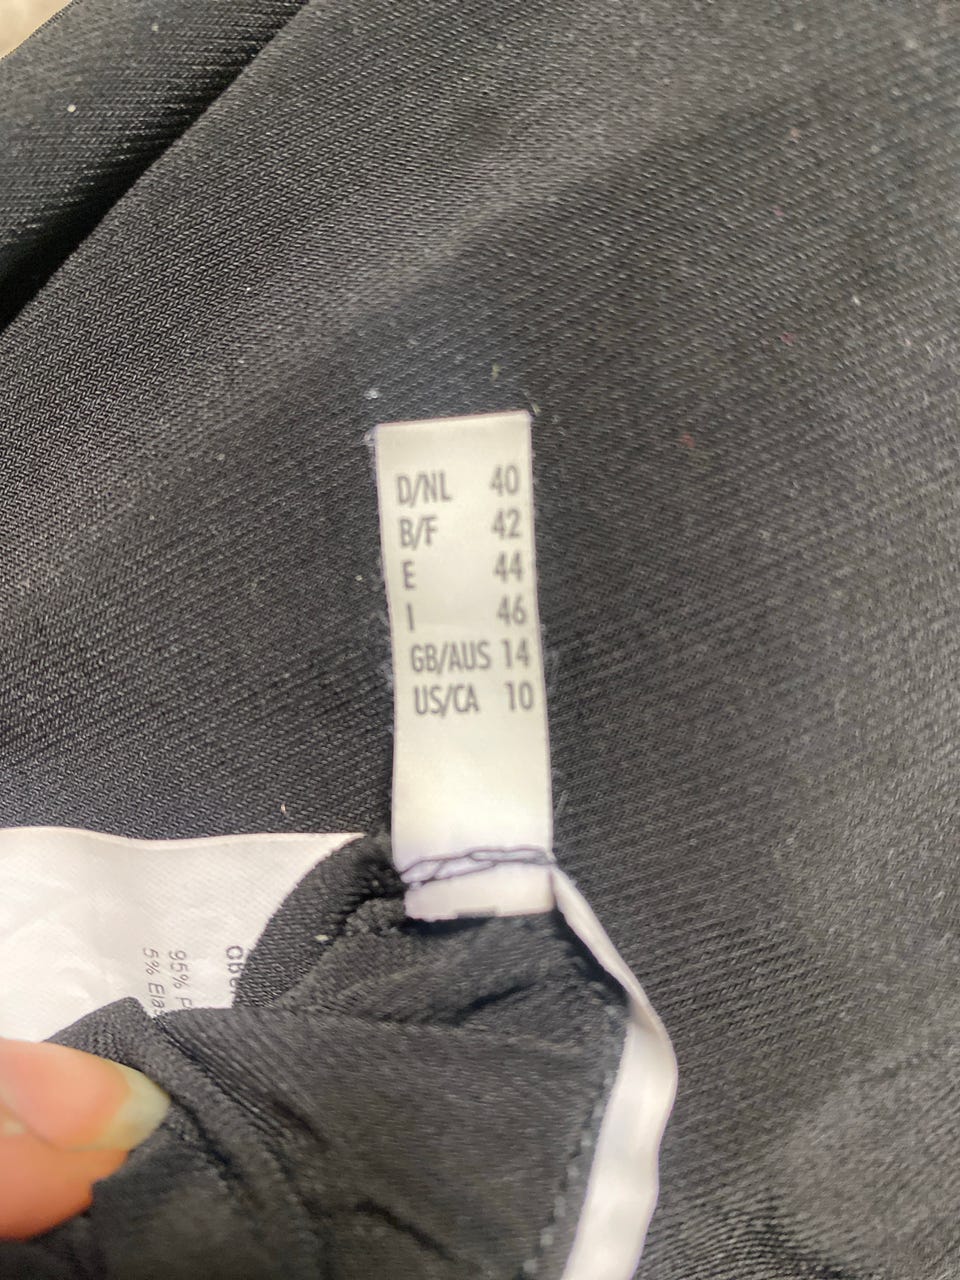 D/NL 40
B/F 42
E 44
I 46
GB/AUS 14
US/CA 10
95%
5%